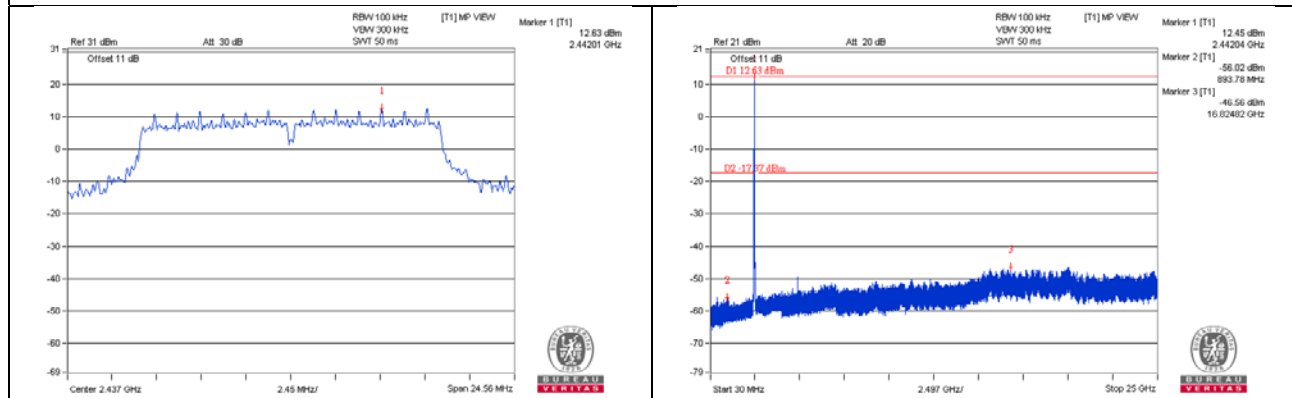 RBW 100 kHz
[T1] MP VIEW
VBW 300 kHz
Ref 31 dBm
Att 30 dB
SWT 50 ms
Marker 1 [T1]
12.63 dBm
2.44201 GHz
31
Offset 11 dB
20
1
10
0
-10
-20
-30
-40
-50
-60
-69
Center 2.437 GHz
2.45 MHz/
Span 24.56 MHz
BUREAU VERITAS
1828
BUREAU
VERITAS
RBW 100 kHz
[T1] MP VIEW
VBW 300 kHz
Ref 21 dBm
Att 20 dB
SWT 50 ms
Marker 1 [T1]
12.45 dBm
2.44204 GHz
Marker 2 [T1]
-56.02 dBm
893.78 MHz
Marker 3 [T1]
-46.56 dBm
16.82482 GHz
21
Offset 11 dB
D1 12.63 dBm
0
-10
D2 -17.37 dBm
-20
-30
-40
3
-50
2
-60
-70
-79
Start 30 MHz
2.497 GHz/
Stop 25 GHz
BUREAU VERITAS
1828
BUREAU
VERITAS